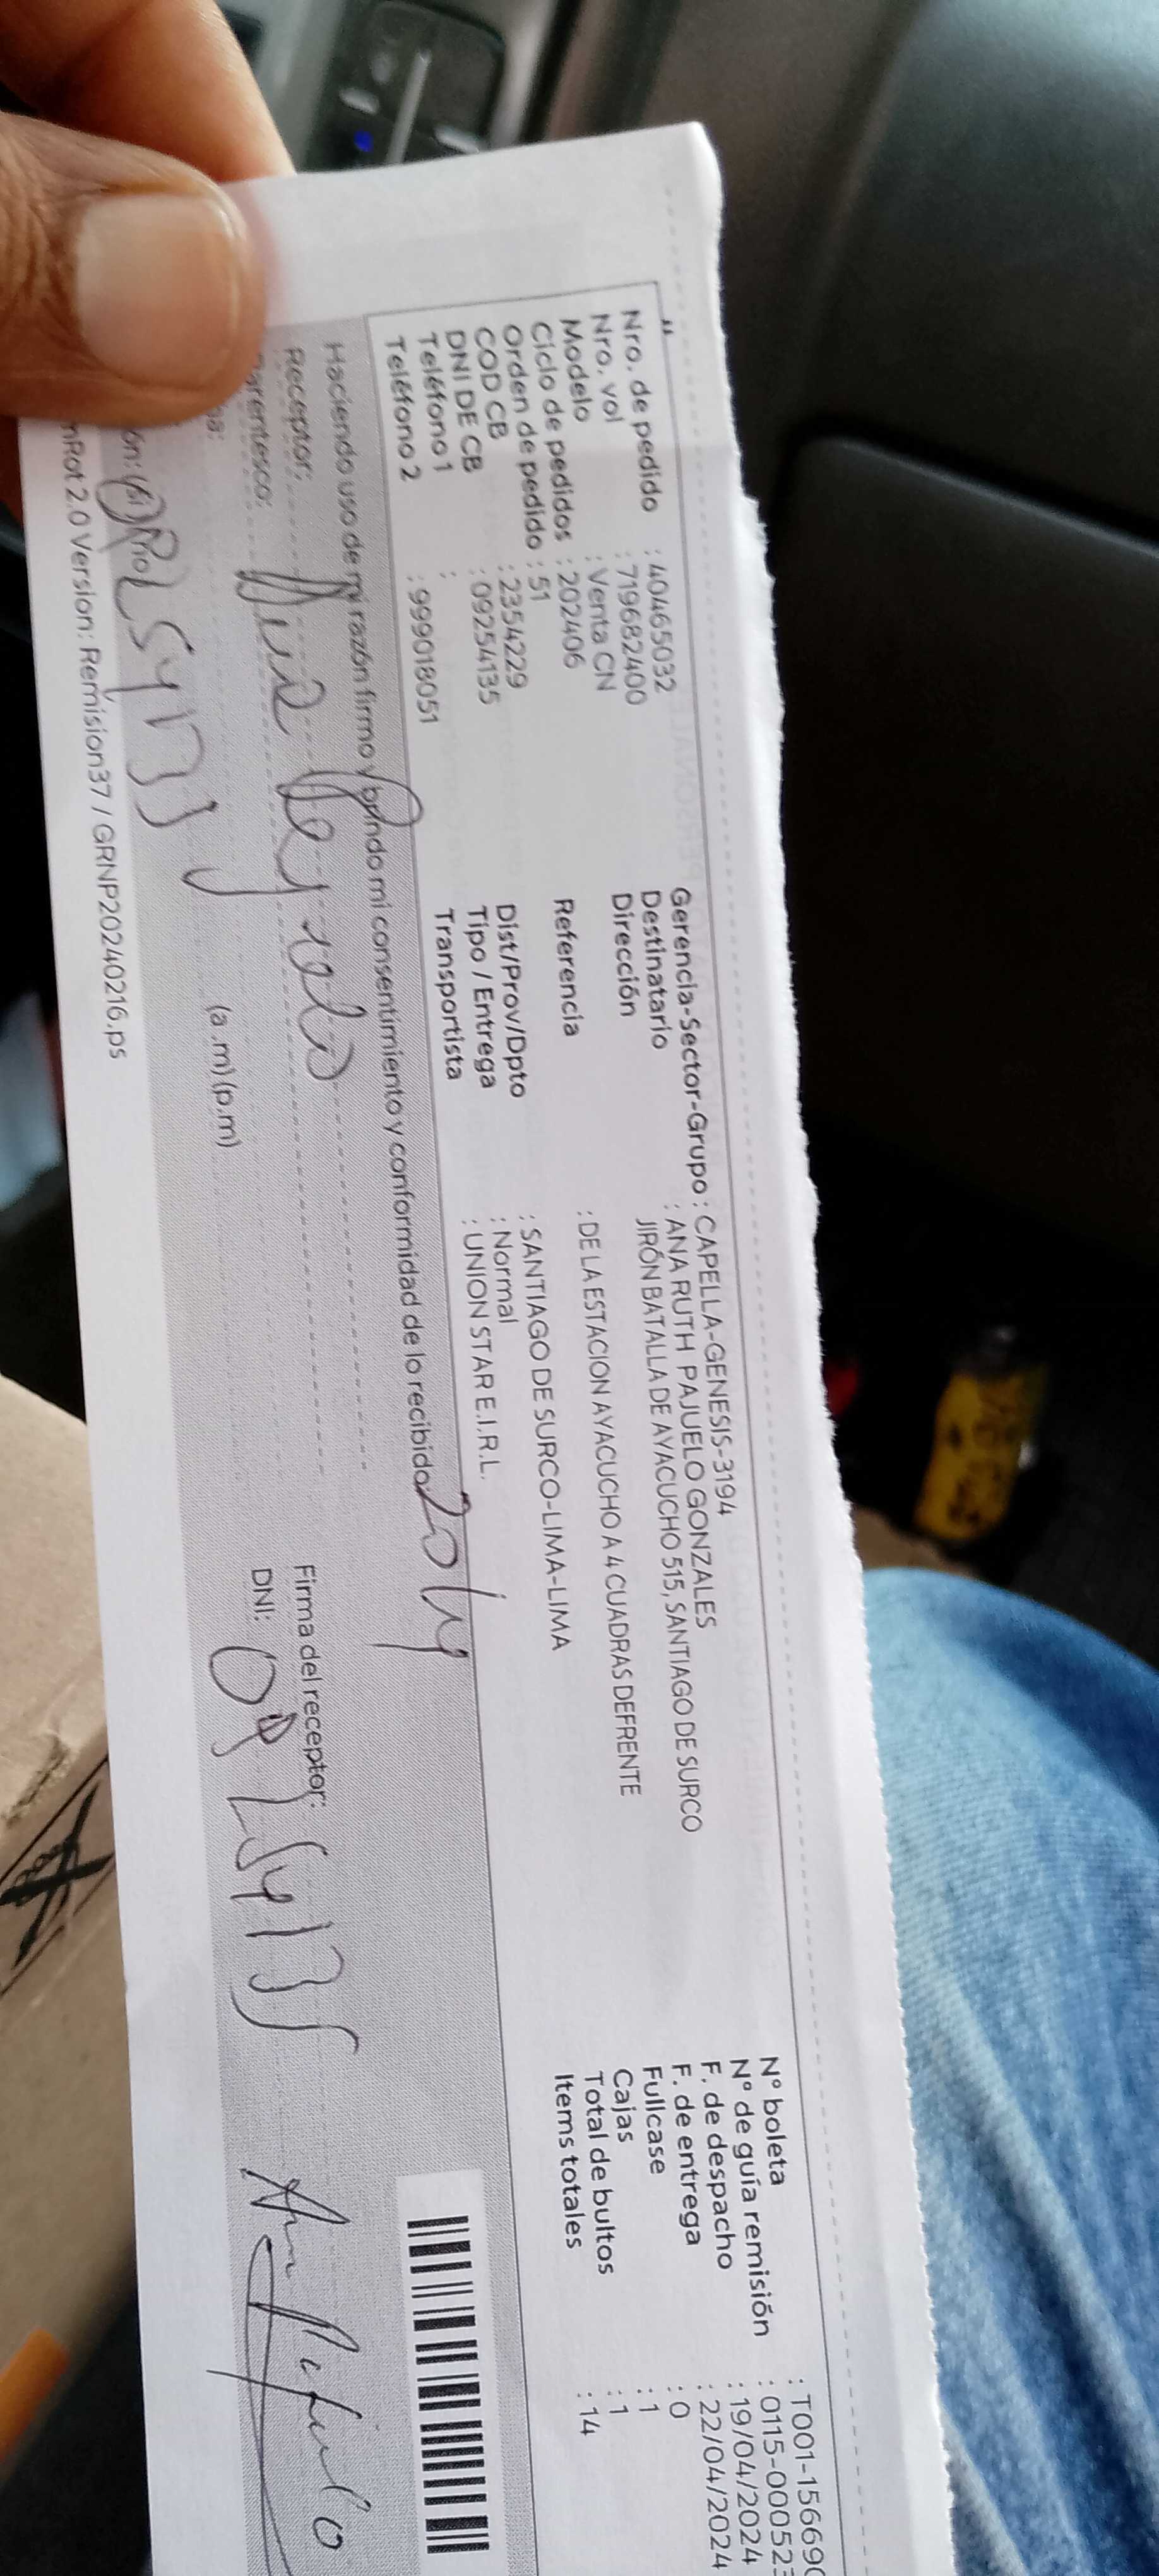 Nro. de pedido : 40465032
Nro. vol : 719682400
Modelo : Venta CN
Ciclo de pedidos : 202406
Orden de pedido : 51
COD CB : 2354229
DNI DE CB : 09254135
Teléfono 1 :
Teléfono 2 : 999018051
Gerencia-Sector-Grupo : CAPELLA-GENESIS-3194
Destinatario : ANA RUTH PAJUELO GONZALES
Dirección JIRÓN BATALLA DE AYACUCHO 515, SANTIAGO DE SURCO
Referencia : DE LA ESTACION AYACUCHO A 4 CUADRAS DEFRENTE
Dist/Prov/Dpto : SANTIAGO DE SURCO-LIMA-LIMA
Tipo / Entrega : Normal
Transportista : UNION STAR E.I.R.L.
N° boleta : T001-156690
N° de guía remisión : 0115-00052
F. de despacho : 19/04/2024
F. de entrega : 22/04/2024
Fullcase : 0
Cajas : 1
Total de bultos : 1
Items totales : 14
Haciendo uso de mi razón firmo y brindo mi consentimiento y conformidad de lo recibido
Receptor:
arentesco:
(a.m) (p.m)
Firma del receptor:
DNI:
ón: (si) (no)
mRot 2.0 Version: Remision37 / GRNP20240216.ps